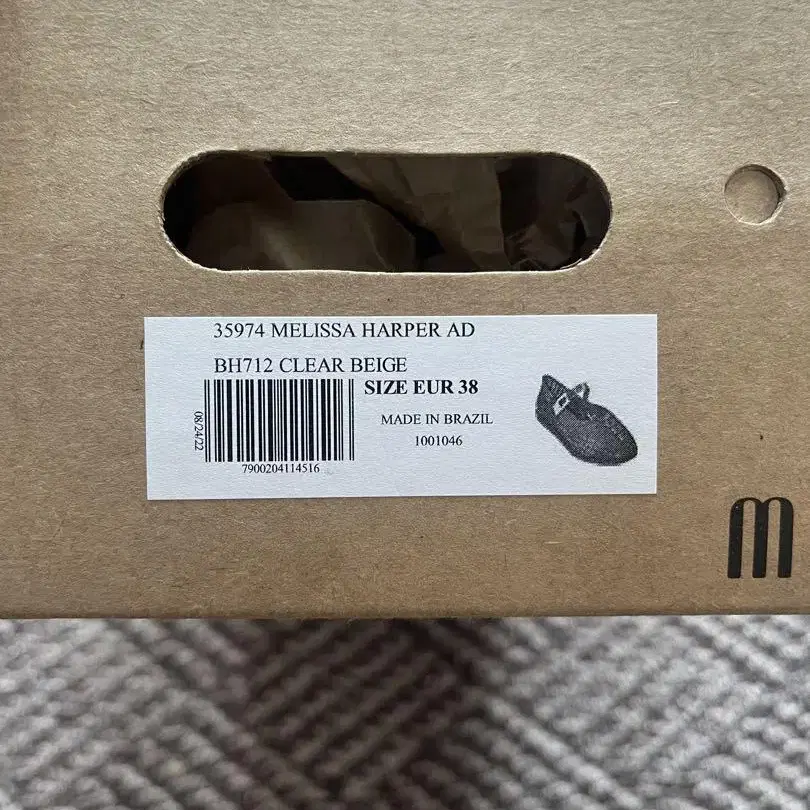 35974 MELISSA HARPER AD
BH712 CLEAR BEIGE
SIZE EUR 38
MADE IN BRAZIL
1001046
08/24/22
7900204114516
m